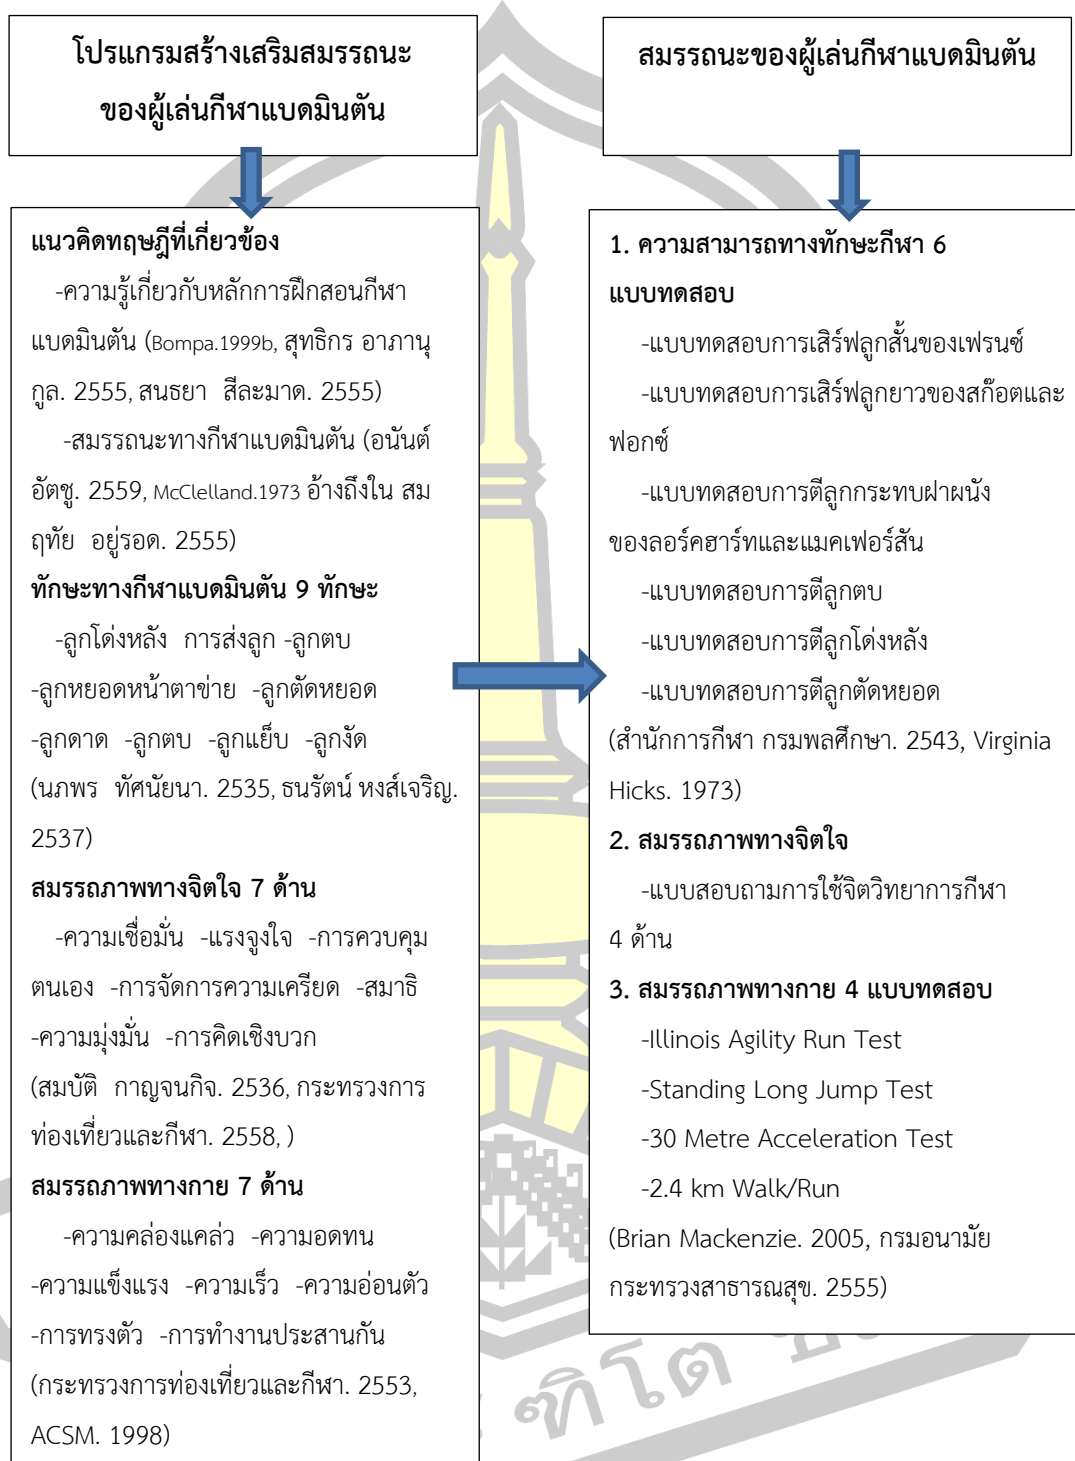 โปรแกรมสร้างเสริมสมรรถนะ
ของผู้เล่นกีฬาแบดมินตัน
แนวคิดทฤษฎีที่เกี่ยวข้อง
-ความรู้เกี่ยวกับหลักการฝึกสอนกีฬา
แบดมินตัน (Bompa.1999b, สุทธิกร อาภานุ
กูล. 2555, สนธยา สีละมาด. 2555)
-สมรรถนะทางกีฬาแบดมินตัน (อนันต์
อัตชู. 2559, McClelland.1973 อ้างถึงใน สม
ฤทัย อยู่รอด. 2555)
ทักษะทางกีฬาแบดมินตัน 9 ทักษะ
-ลูกโด่งหลัง การส่งลูก -ลูกตบ
-ลูกหยอดหน้าตาข่าย -ลูกตัดหยอด
-ลูกดาด -ลูกตบ -ลูกแย็บ -ลูกงัด
(นภพร ทัศนัยนา. 2535, ธนรัตน์ หงส์เจริญ.
2537)
สมรรถภาพทางจิตใจ 7 ด้าน
-ความเชื่อมั่น -แรงจูงใจ -การควบคุม
ตนเอง -การจัดการความเครียด -สมาธิ
-ความมุ่งมั่น -การคิดเชิงบวก
(สมบัติ กาญจนกิจ. 2536, กระทรวงการ
ท่องเที่ยวและกีฬา. 2558, )
สมรรถภาพทางกาย 7 ด้าน
-ความคล่องแคล่ว -ความอดทน
-ความแข็งแรง -ความเร็ว -ความอ่อนตัว
-การทรงตัว -การทำงานประสานกัน
(กระทรวงการท่องเที่ยวและกีฬา. 2553,
ACSM. 1998)
สมรรถนะของผู้เล่นกีฬาแบดมินตัน
1. ความสามารถทางทักษะกีฬา 6
แบบทดสอบ
-แบบทดสอบการเสิร์ฟลูกสั้นของเฟรนซ์
-แบบทดสอบการเสิร์ฟลูกยาวของสก๊อตและ
ฟอกซ์
-แบบทดสอบการตีลูกกระทบฝาผนัง
ของลอร์คฮาร์ทและแมคเฟอร์สัน
-แบบทดสอบการตีลูกตบ
-แบบทดสอบการตีลูกโด่งหลัง
-แบบทดสอบการตีลูกตัดหยอด
(สำนักการกีฬา กรมพลศึกษา. 2543, Virginia
Hicks. 1973)
2. สมรรถภาพทางจิตใจ
-แบบสอบถามการใช้จิตวิทยาการกีฬา
4 ด้าน
3. สมรรถภาพทางกาย 4 แบบทดสอบ
-Illinois Agility Run Test
-Standing Long Jump Test
-30 Metre Acceleration Test
-2.4 km Walk/Run
(Brian Mackenzie. 2005, กรมอนามัย
กระทรวงสาธารณสุข. 2555)
ฑิโต